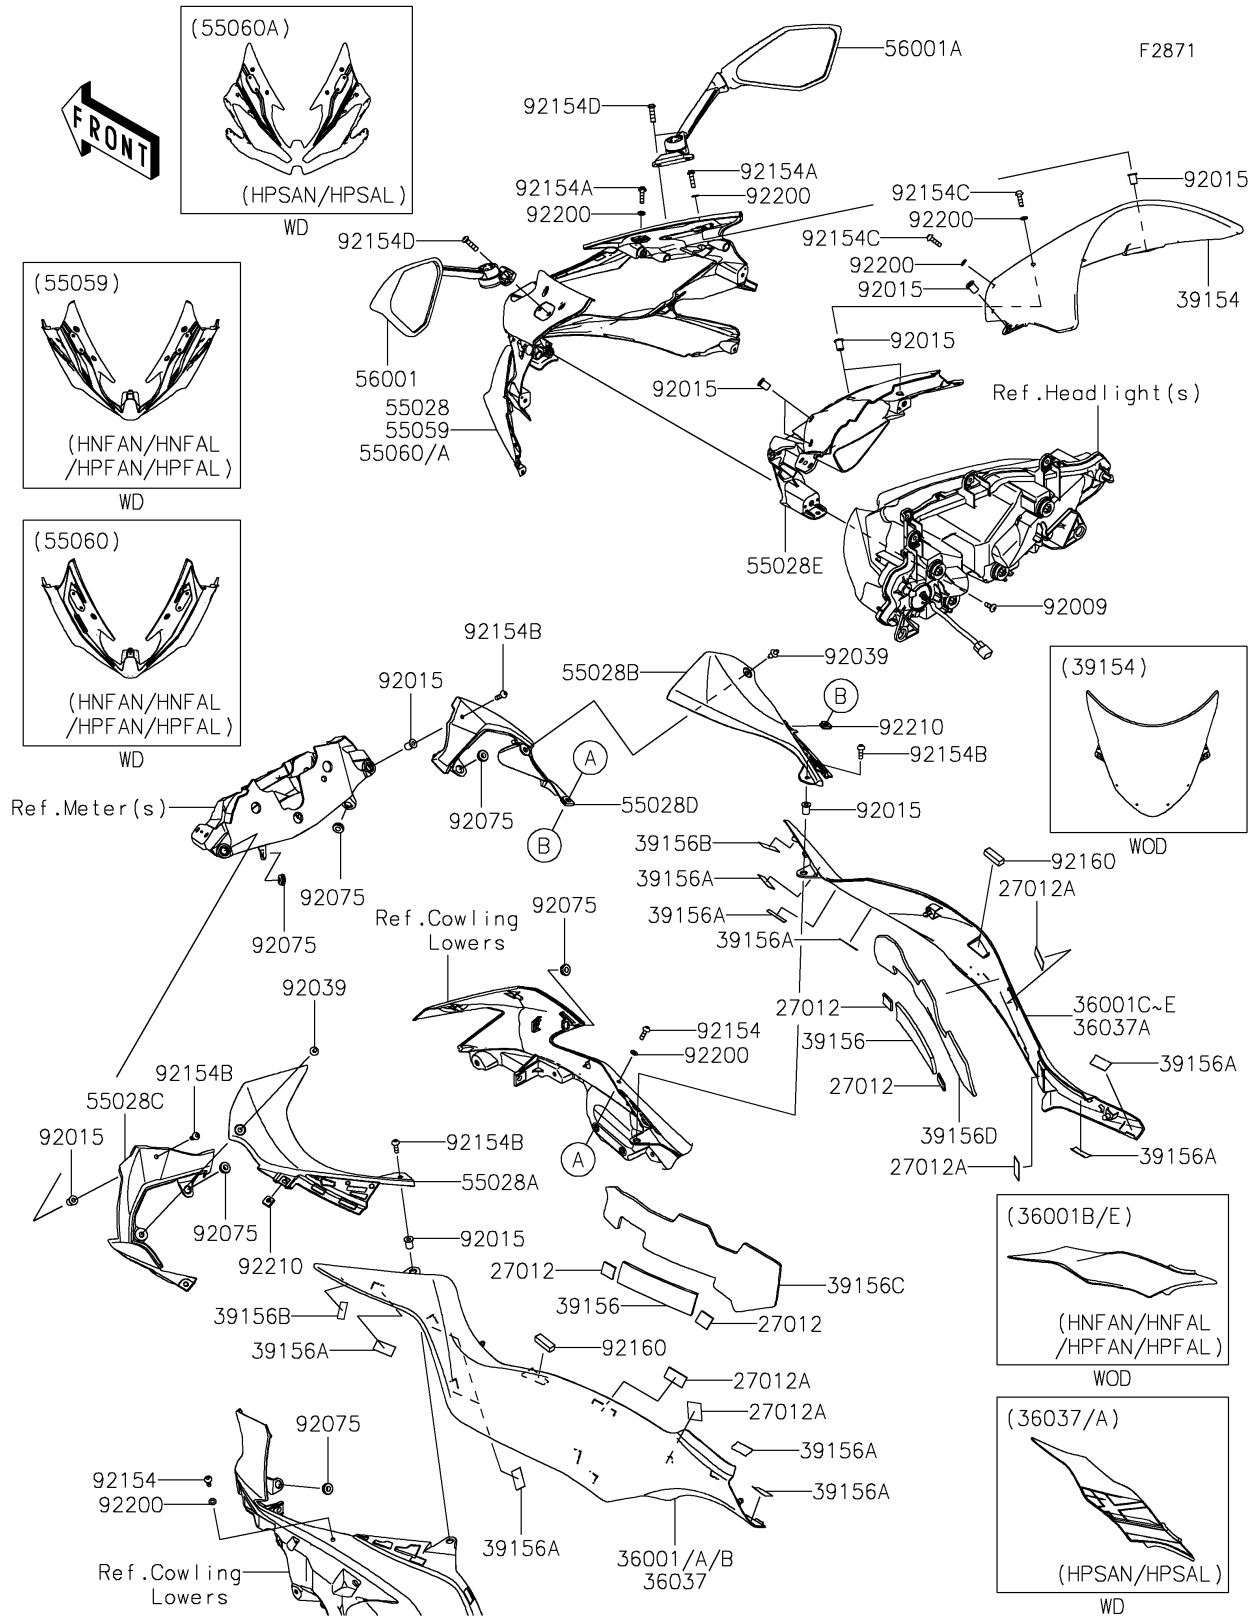 (55060A)
(HPSAN/HPSAL)
WD
FRONT
56001A
F2871
92154D
92154A
92154A
92200
92200
92154D
92154C
92015
92200
92154C
92200
92015
39154
(55059)
(HNFAN/HNFAL
/HPFAN/HPFAL)
WD
56001
55028
55059
55060/A
92015
92015
Ref.Headlight(s)
(55060)
(HNFAN/HNFAL
/HPFAN/HPFAL)
WD
55028E
92009
92154B
92015
55028B
92039
B
92210
92154B
(39154)
WOD
Ref.Meter(s)
A
92075
55028D
B
92015
92075
92075
39156B
39156A
39156A
39156A
92160
27012A
Ref.Cowling
Lowers
92075
92039
92154
92200
27012
39156
27012
36001C~E
36037A
39156A
39156D
27012A
39156A
92154B
55028C
92015
A
92154B
55028A
92075
92210
92015
27012
39156
39156C
27012
(36001B/E)
(HNFAN/HNFAL
/HPFAN/HPFAL)
WOD
39156B
39156A
92160
27012A
27012A
39156A
39156A
(36037/A)
(HPSAN/HPSAL)
WD
92075
92154
92200
39156A
36001/A/B
36037
Ref.Cowling
Lowers